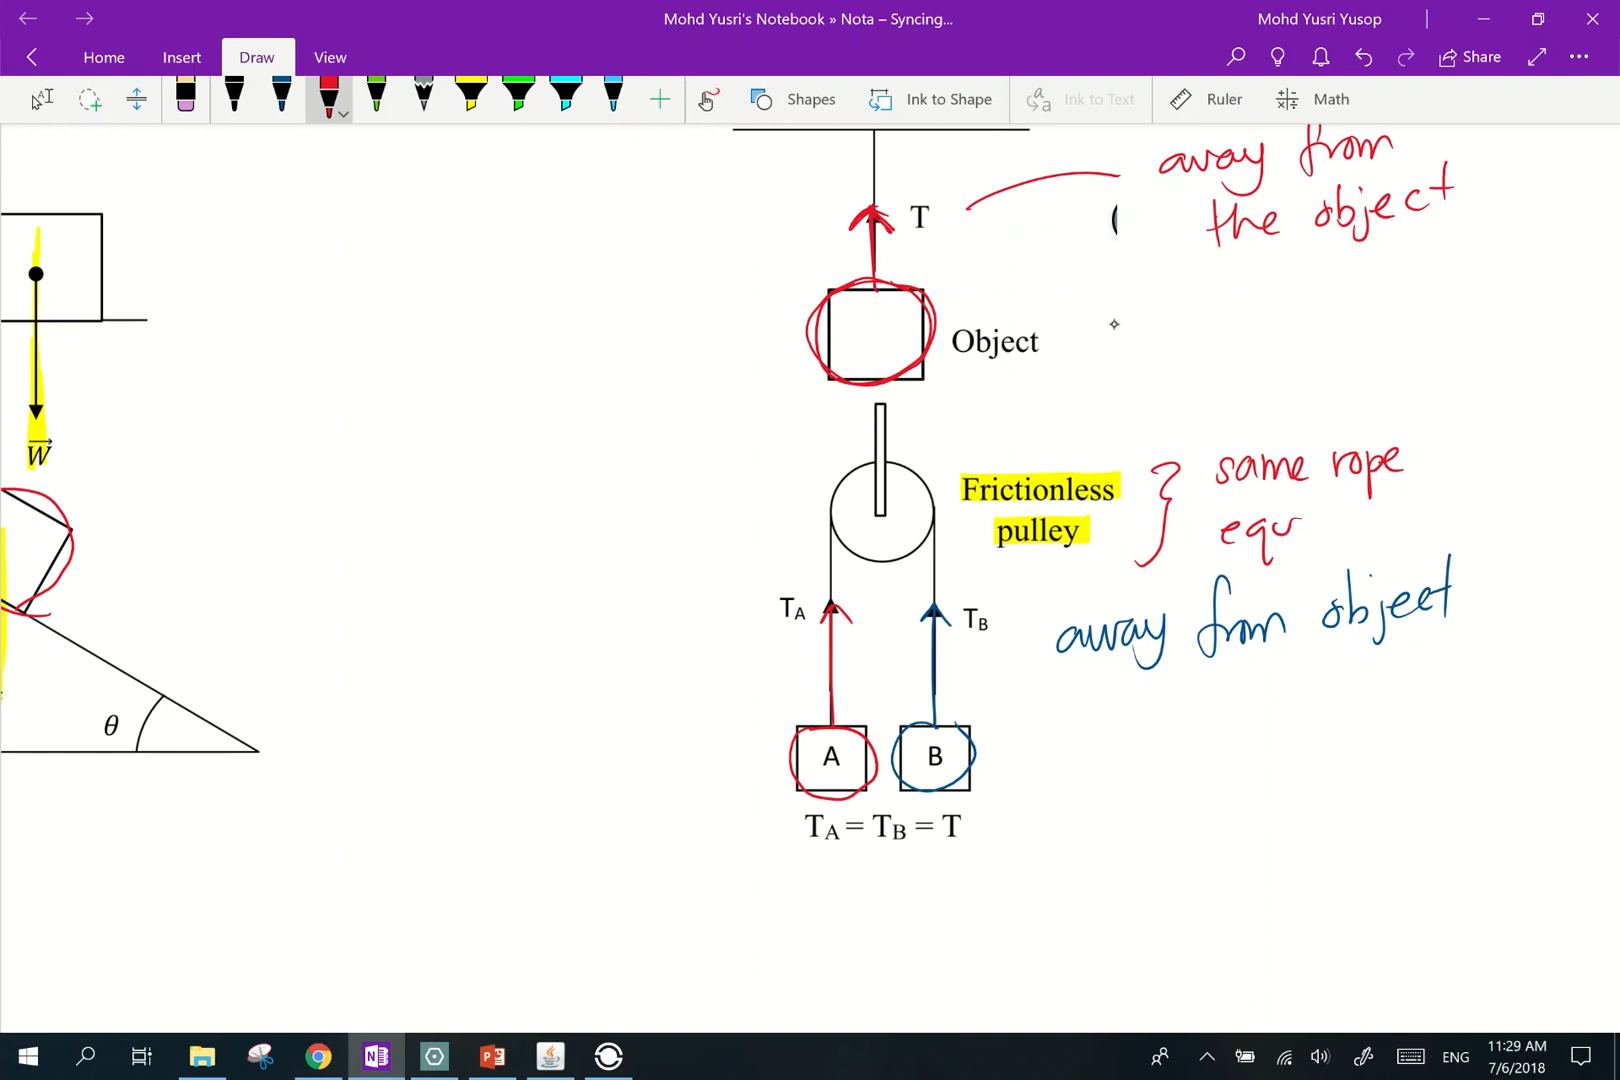 Mohd Yusri's Notebook » Nota – Syncing...
Mohd Yusri Yusop
Home Insert Draw View
Share
Shapes Ink to Shape Ink to Text Ruler Math
away from
the object
T
Object
W
Frictionless
pulley
same rope
equ
away from object
TA
TB
θ
A B
TA = TB = T
ENG
11:29 AM
7/6/2018